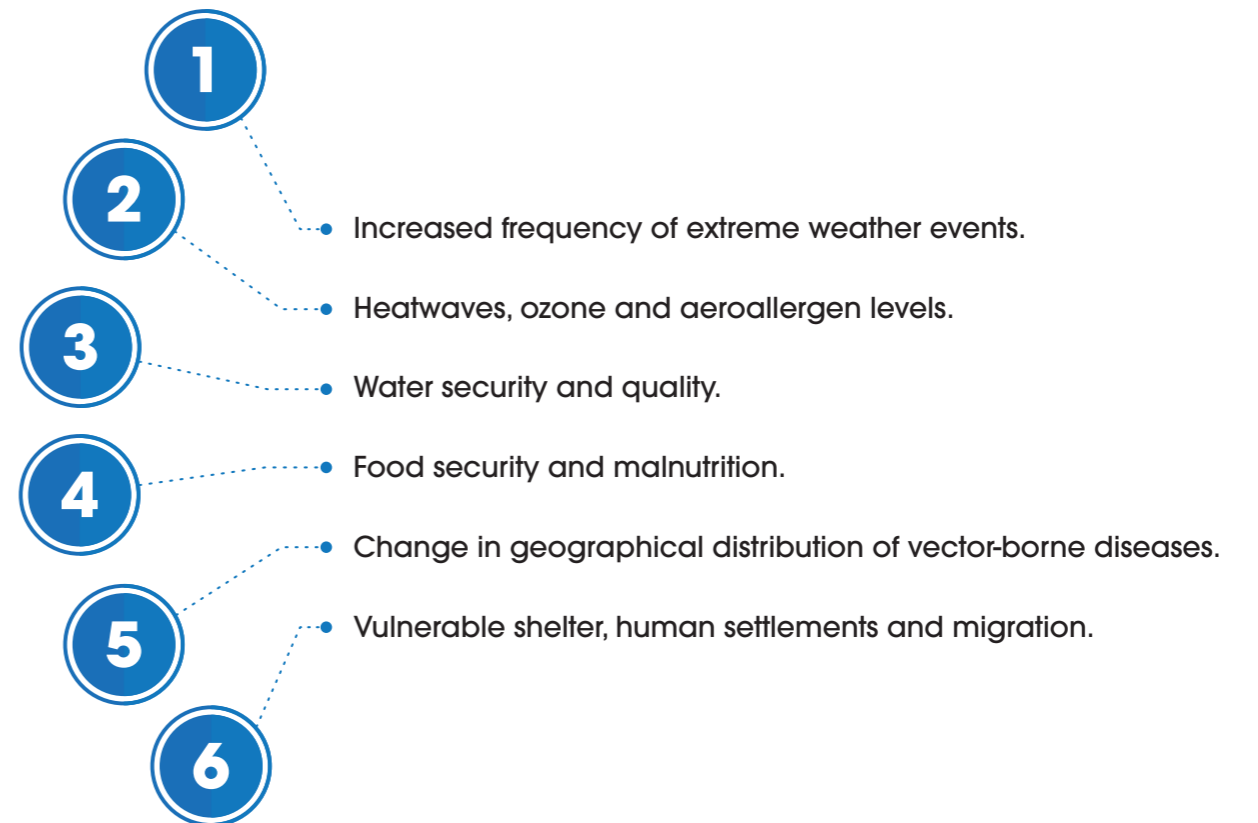 1
Increased frequency of extreme weather events.
2
Heatwaves, ozone and aeroallergen levels.
3
Water security and quality.
4
Food security and malnutrition.
5
Change in geographical distribution of vector-borne diseases.
6
Vulnerable shelter, human settlements and migration.